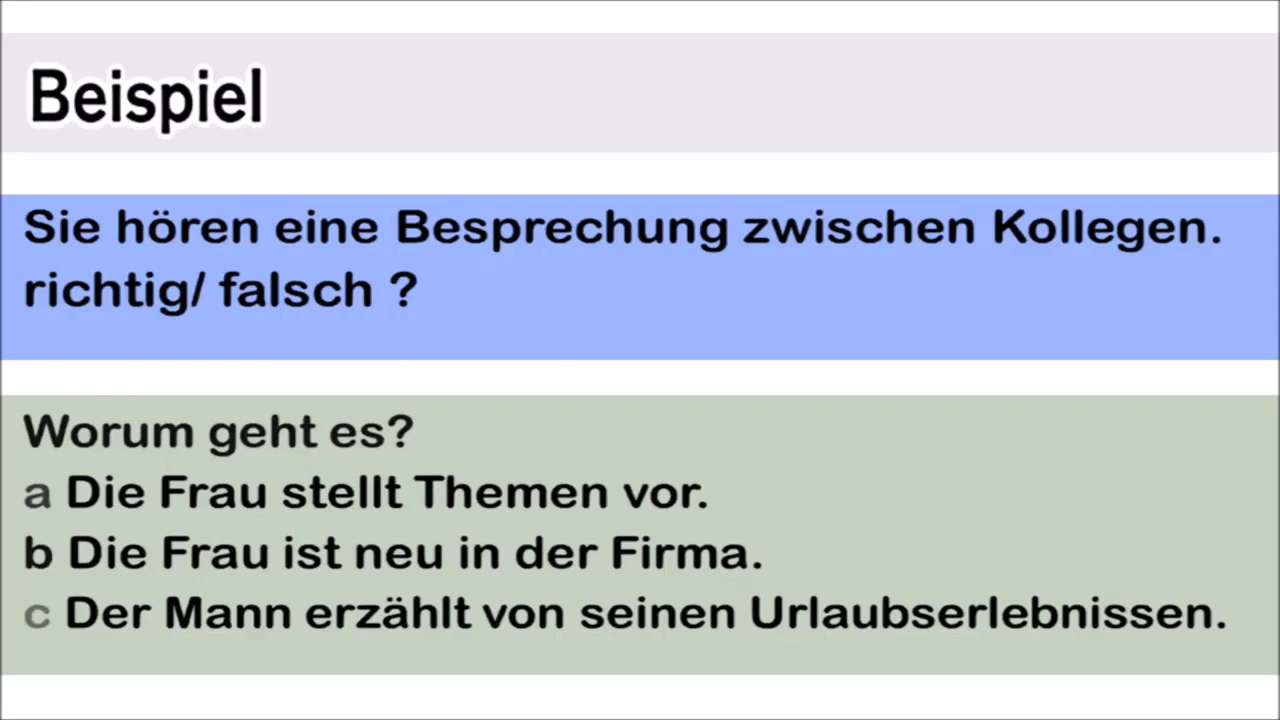 Beispiel
Sie hören eine Besprechung zwischen Kollegen.
richtig/ falsch ?
Worum geht es?
a Die Frau stellt Themen vor.
b Die Frau ist neu in der Firma.
c Der Mann erzählt von seinen Urlaubserlebnissen.